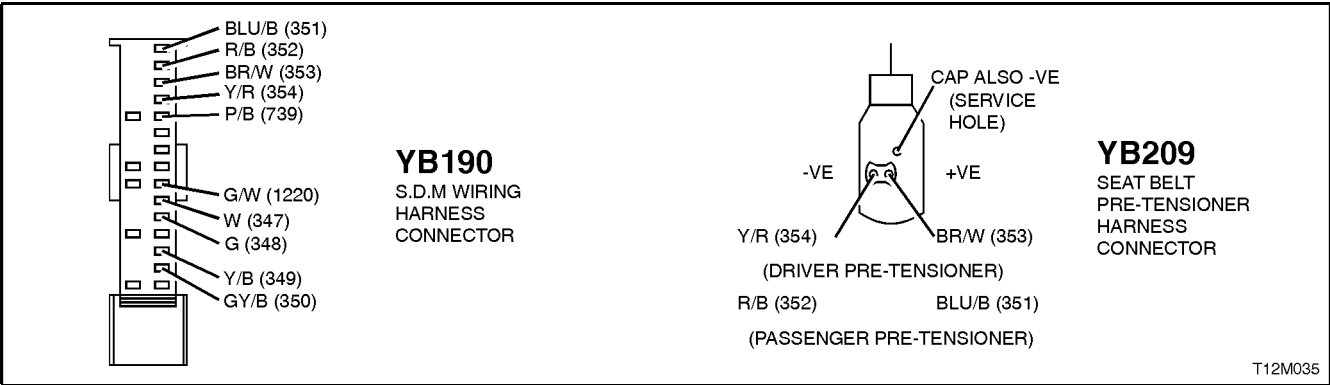 BLU/B (351)
R/B (352)
BR/W (353)
Y/R (354)
P/B (739)
G/W (1220)
W (347)
G (348)
Y/B (349)
GY/B (350)
YB190
S.D.M WIRING
HARNESS
CONNECTOR
CAP ALSO -VE
(SERVICE
HOLE)
-VE
+VE
Y/R (354)
BR/W (353)
(DRIVER PRE-TENSIONER)
R/B (352)
BLU/B (351)
(PASSENGER PRE-TENSIONER)
YB209
SEAT BELT
PRE-TENSIONER
HARNESS
CONNECTOR
T12M035